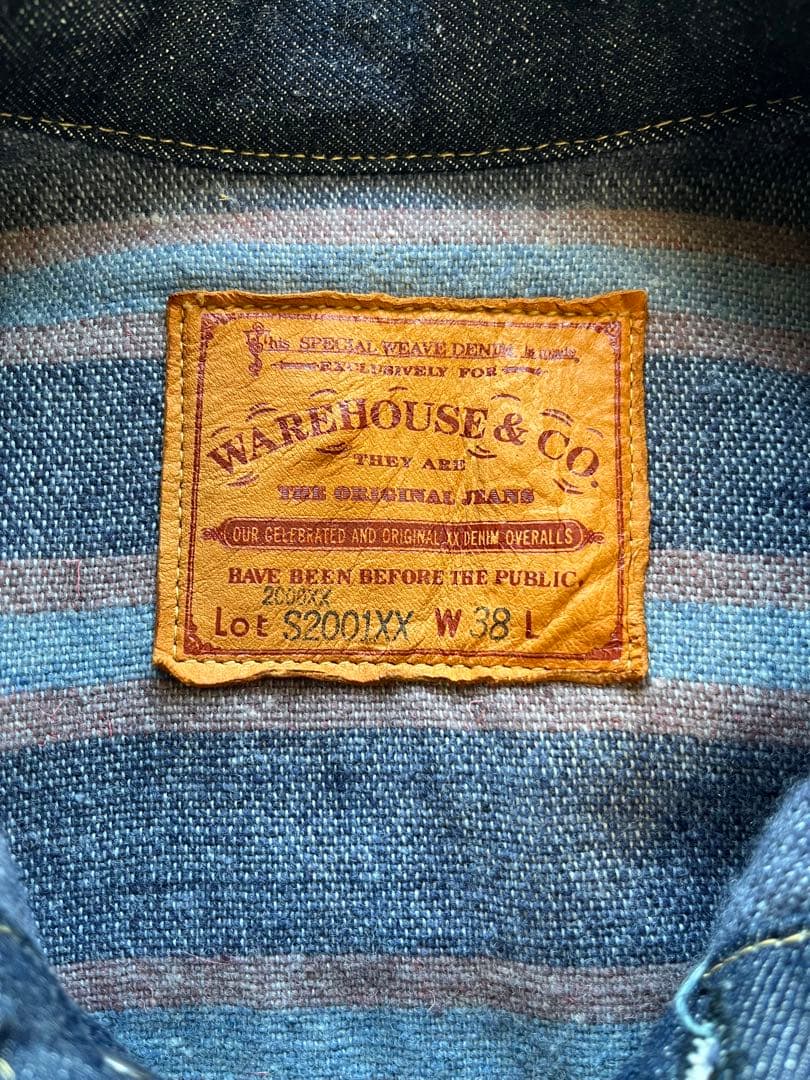 This SPECIAL WEAVE DENIM is made
EXCLUSIVELY FOR
WAREHOUSE & CO.
THEY ARE
THE ORIGINAL JEANS
OUR CELEBRATED AND ORIGINAL XX DENIM OVERALLS
HAVE BEEN BEFORE THE PUBLIC.
2000XX
Lot S2001XX W 38 L